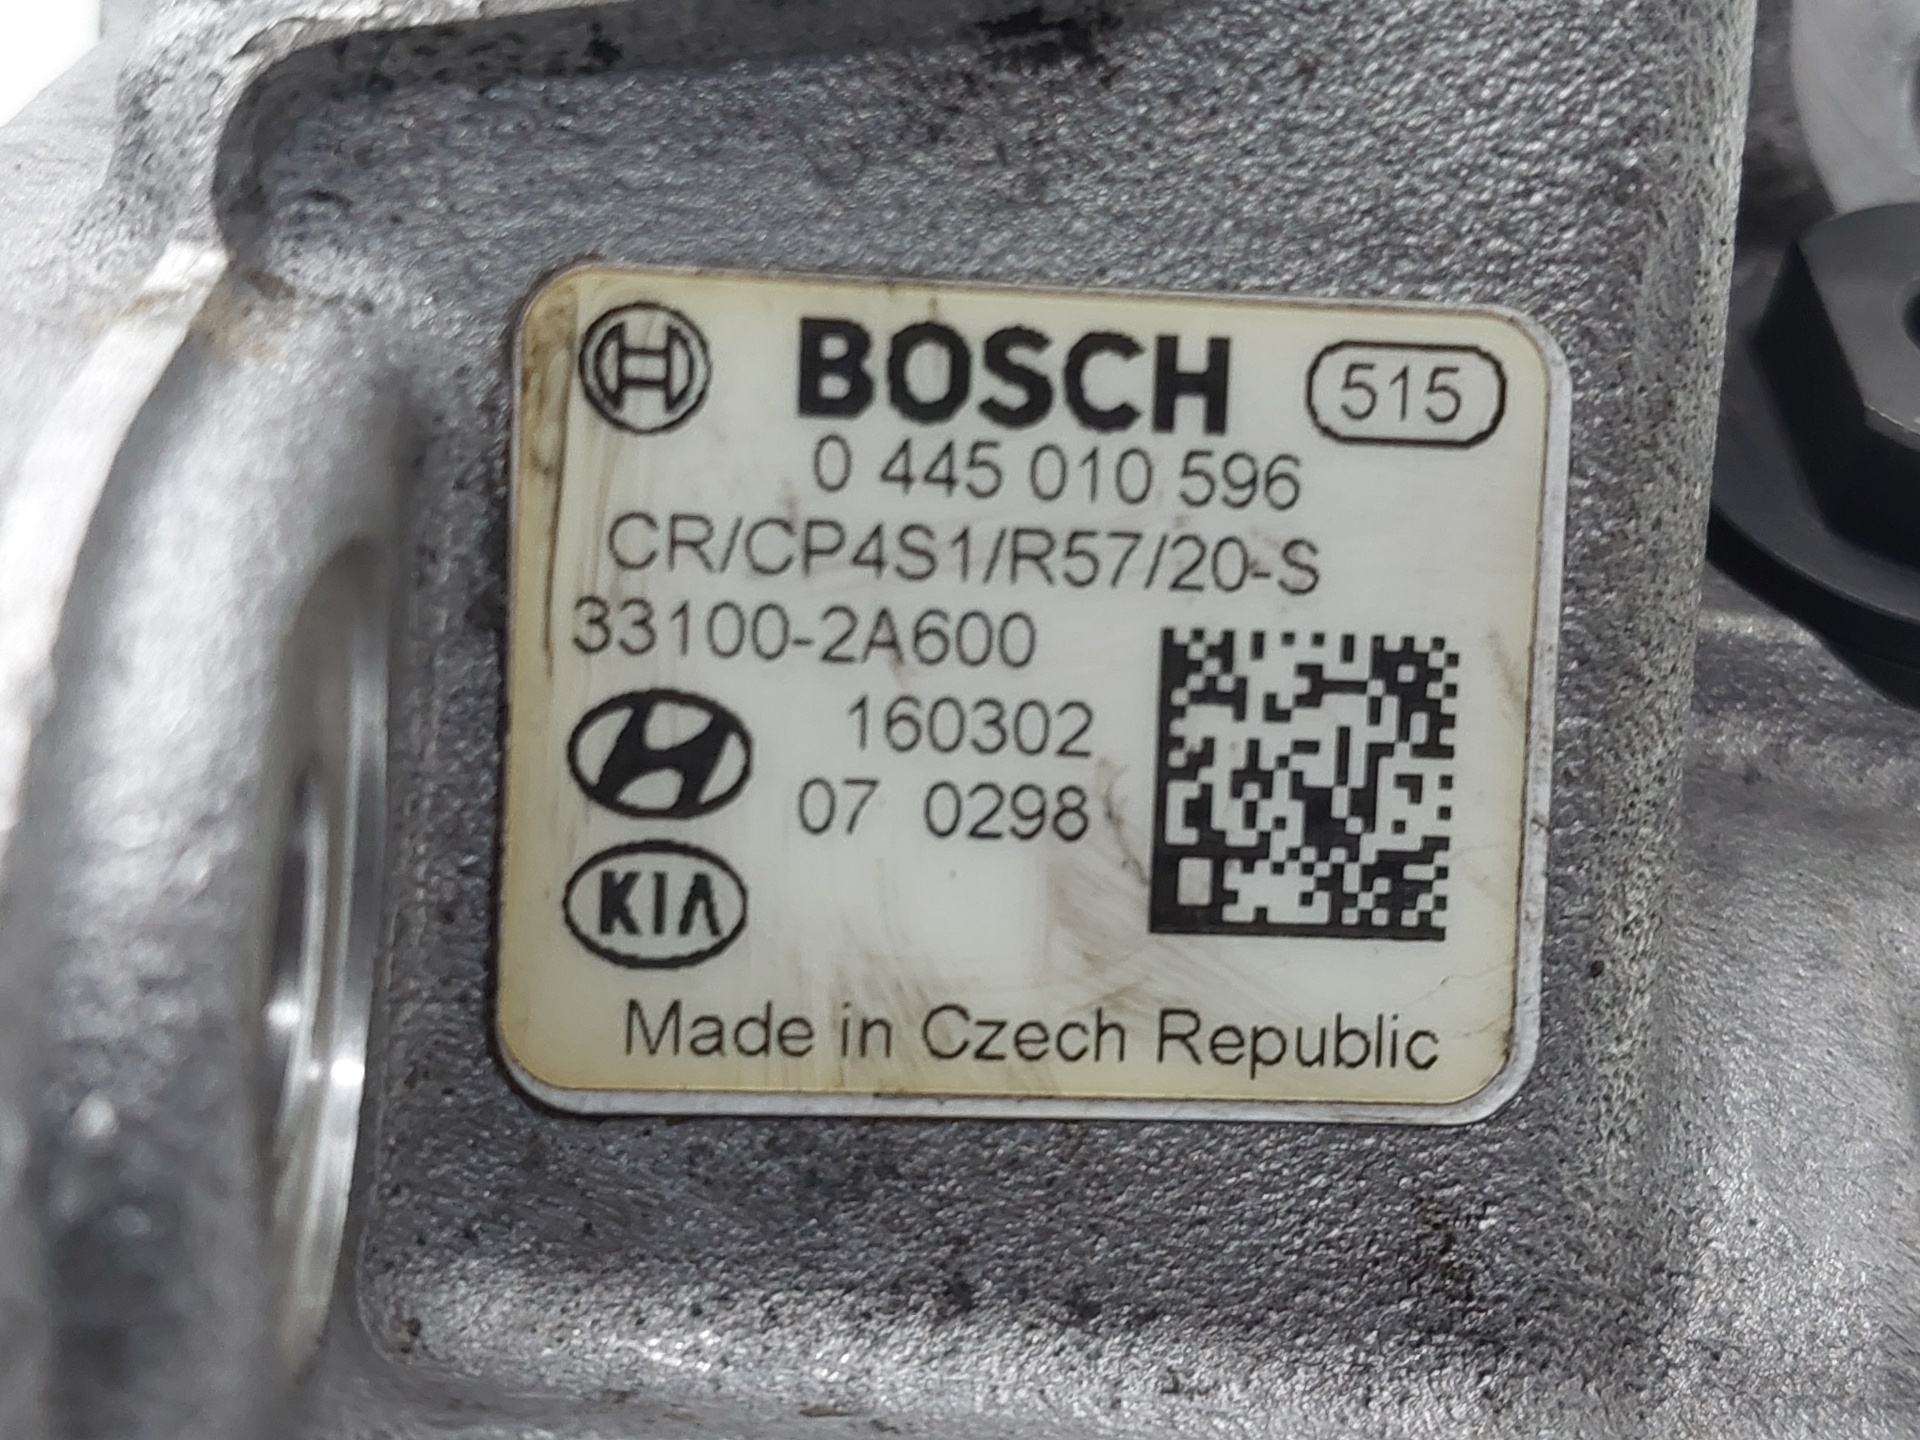 BOSCH 515
0 445 010 596
CR/CP4S1/R57/20-S
33100-2A600
160302
07 0298
KIA
Made in Czech Republic